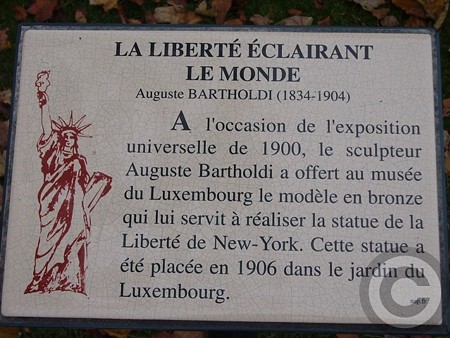 LA LIBERTÉ ÉCLAIRANT
LE MONDE
Auguste BARTHOLDI (1834-1904)
A l'occasion de l'exposition
universelle de 1900, le sculpteur
Auguste Bartholdi a offert au musée
du Luxembourg le modèle en bronze
qui lui servit à réaliser la statue de la
Liberté de New-York. Cette statue a
été placée en 1906 dans le jardin du
Luxembourg.